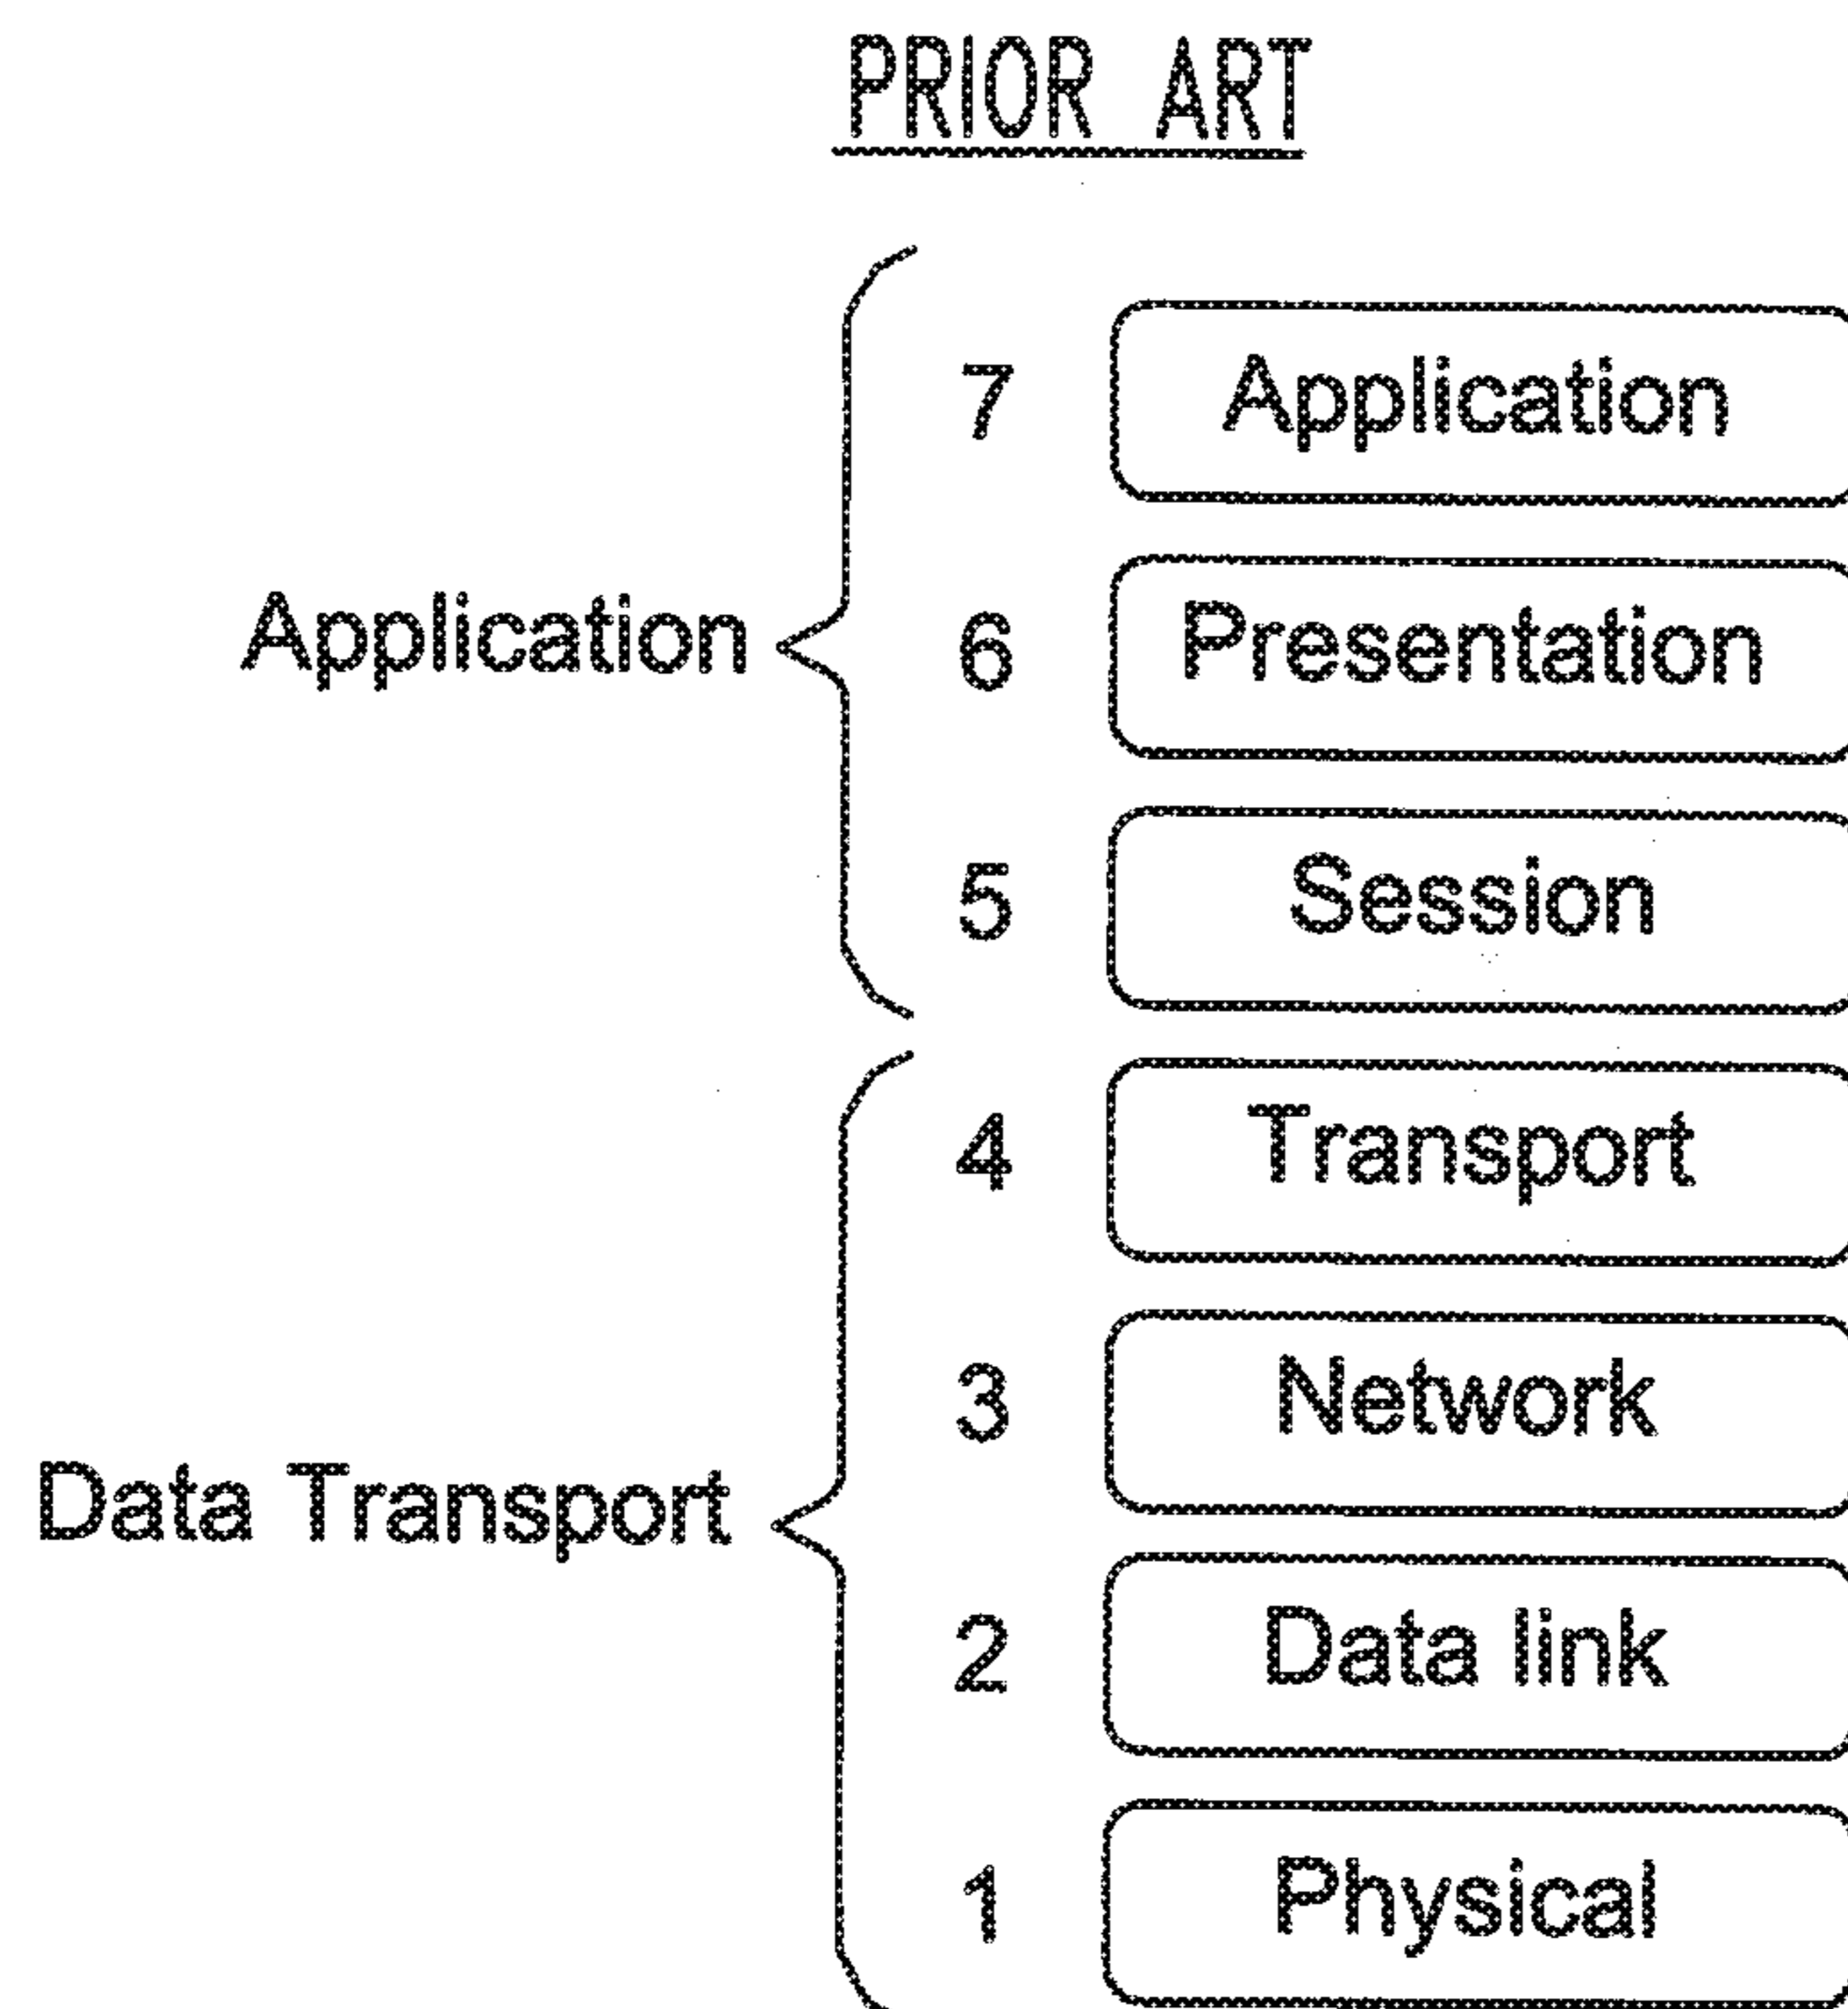 PRIOR ART
7 Application
Application 6 Presentation
5 Session
4 Transport
3 Network
Data Transport
2 Data link
1 Physical